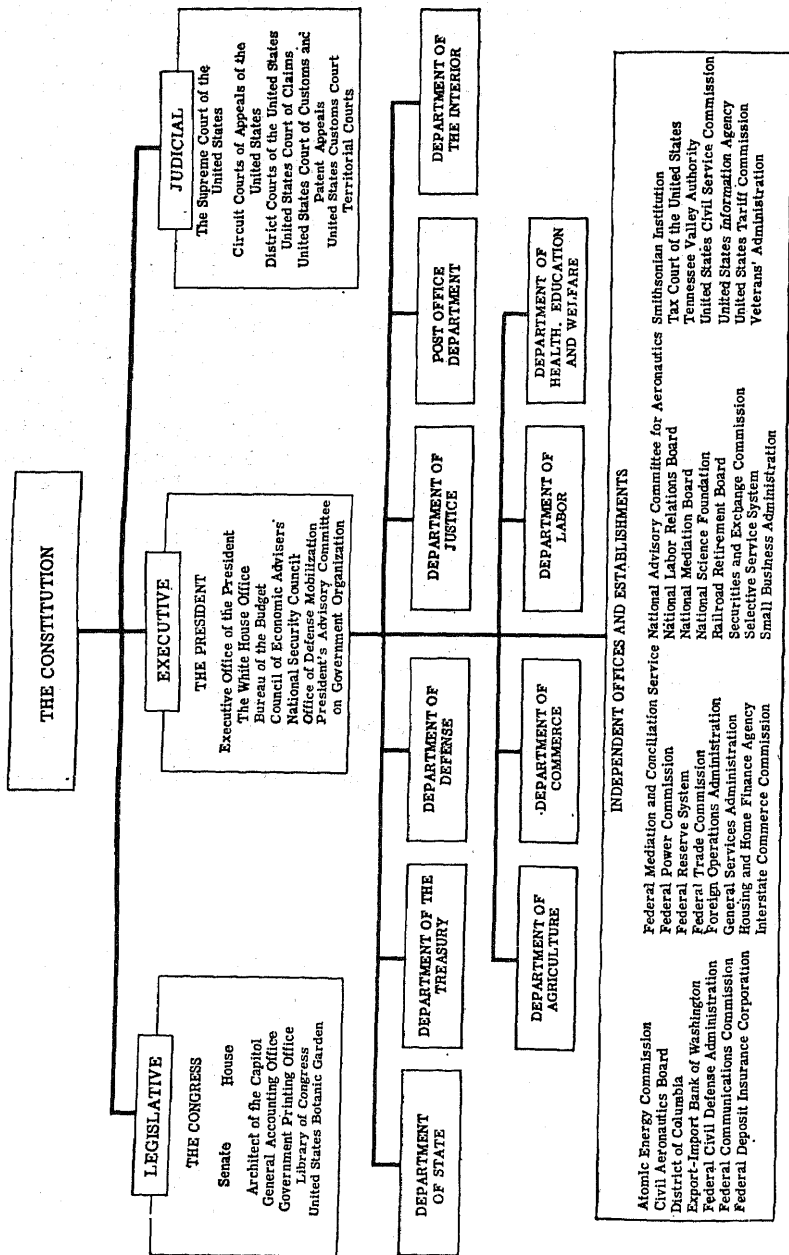 THE CONSTITUTION
LEGISLATIVE
THE CONGRESS
Senate House
Architect of the Capitol
General Accounting Office
Government Printing Office
Library of Congress
United States Botanic Garden
EXECUTIVE
THE PRESIDENT
Executive Office of the President
The White House Office
Bureau of the Budget
Council of Economic Advisers
National Security Council
Office of Defense Mobilization
President's Advisory Committee
on Government Organization
JUDICIAL
The Supreme Court of the
United States
Circuit Courts of Appeals of the
United States
District Courts of the United States
United States Court of Claims
United States Court of Customs and
Patent Appeals
United States Customs Court
Territorial Courts
DEPARTMENT
OF STATE
DEPARTMENT OF THE
TREASURY
DEPARTMENT OF
DEFENSE
DEPARTMENT OF
JUSTICE
POST OFFICE
DEPARTMENT
DEPARTMENT OF
THE INTERIOR
DEPARTMENT OF
AGRICULTURE
DEPARTMENT OF
COMMERCE
DEPARTMENT OF
LABOR
DEPARTMENT OF
HEALTH, EDUCATION
AND WELFARE
INDEPENDENT OFFICES AND ESTABLISHMENTS
Atomic Energy Commission
Civil Aeronautics Board
District of Columbia
Export-Import Bank of Washington
Federal Civil Defense Administration
Federal Communications Commission
Federal Deposit Insurance Corporation
Federal Mediation and Conciliation Service
Federal Power Commission
Federal Reserve System
Federal Trade Commission
Foreign Operations Administration
General Services Administration
Housing and Home Finance Agency
Interstate Commerce Commission
National Advisory Committee for Aeronautics
National Labor Relations Board
National Mediation Board
National Science Foundation
Railroad Retirement Board
Securities and Exchange Commission
Selective Service System
Small Business Administration
Smithsonian Institution
Tax Court of the United States
Tennessee Valley Authority
United States Civil Service Commission
United States Information Agency
United States Tariff Commission
Veterans' Administration